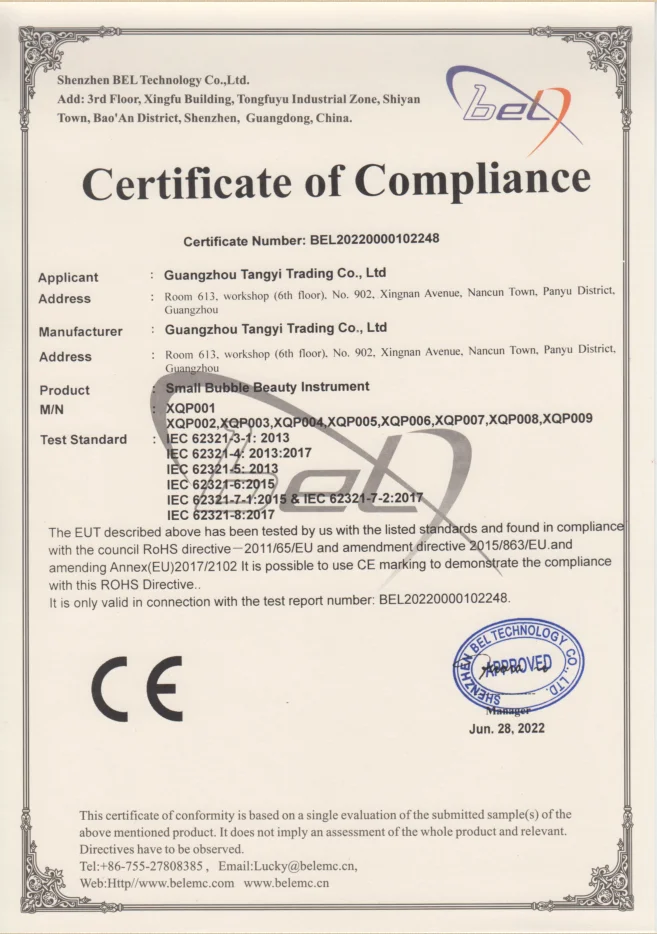 Shenzhen BEL Technology Co.,Ltd.
Add: 3rd Floor, Xingfu Building, Tongfuyu Industrial Zone, Shiyan
Town, Bao'An District, Shenzhen, Guangdong, China.
bel
Certificate of Compliance
Certificate Number: BEL20220000102248
Applicant : Guangzhou Tangyi Trading Co., Ltd
Address : Room 613, workshop (6th floor), No. 902, Xingnan Avenue, Nancun Town, Panyu District,
Guangzhou
Manufacturer : Guangzhou Tangyi Trading Co., Ltd
Address : Room 613, workshop (6th floor), No. 902, Xingnan Avenue, Nancun Town, Panyu District,
Guangzhou
Product : Small Bubble Beauty Instrument
M/N : XQP001
XQP002,XQP003,XQP004,XQP005,XQP006,XQP007,XQP008,XQP009
Test Standard : IEC 62321-3-1: 2013
IEC 62321-4: 2013:2017
IEC 62321-5: 2013
IEC 62321-6:2015
IEC 62321-7-1:2015 & IEC 62321-7-2:2017
IEC 62321-8:2017
bel
The EUT described above has been tested by us with the listed standards and found in compliance
with the council RoHS directive－2011/65/EU and amendment directive 2015/863/EU.and
amending Annex(EU)2017/2102 It is possible to use CE marking to demonstrate the compliance
with this ROHS Directive..
It is only valid in connection with the test report number: BEL20220000102248.
CE
SHENZHEN BEL TECHNOLOGY CO., LTD.
APPROVED
Manager
Jun. 28, 2022
This certificate of conformity is based on a single evaluation of the submitted sample(s) of the
above mentioned product. It does not imply an assessment of the whole product and relevant.
Directives have to be observed.
Tel:+86-755-27808385 , Email:Lucky@belemc.cn,
Web:Http//www.belemc.com www.belemc.cn